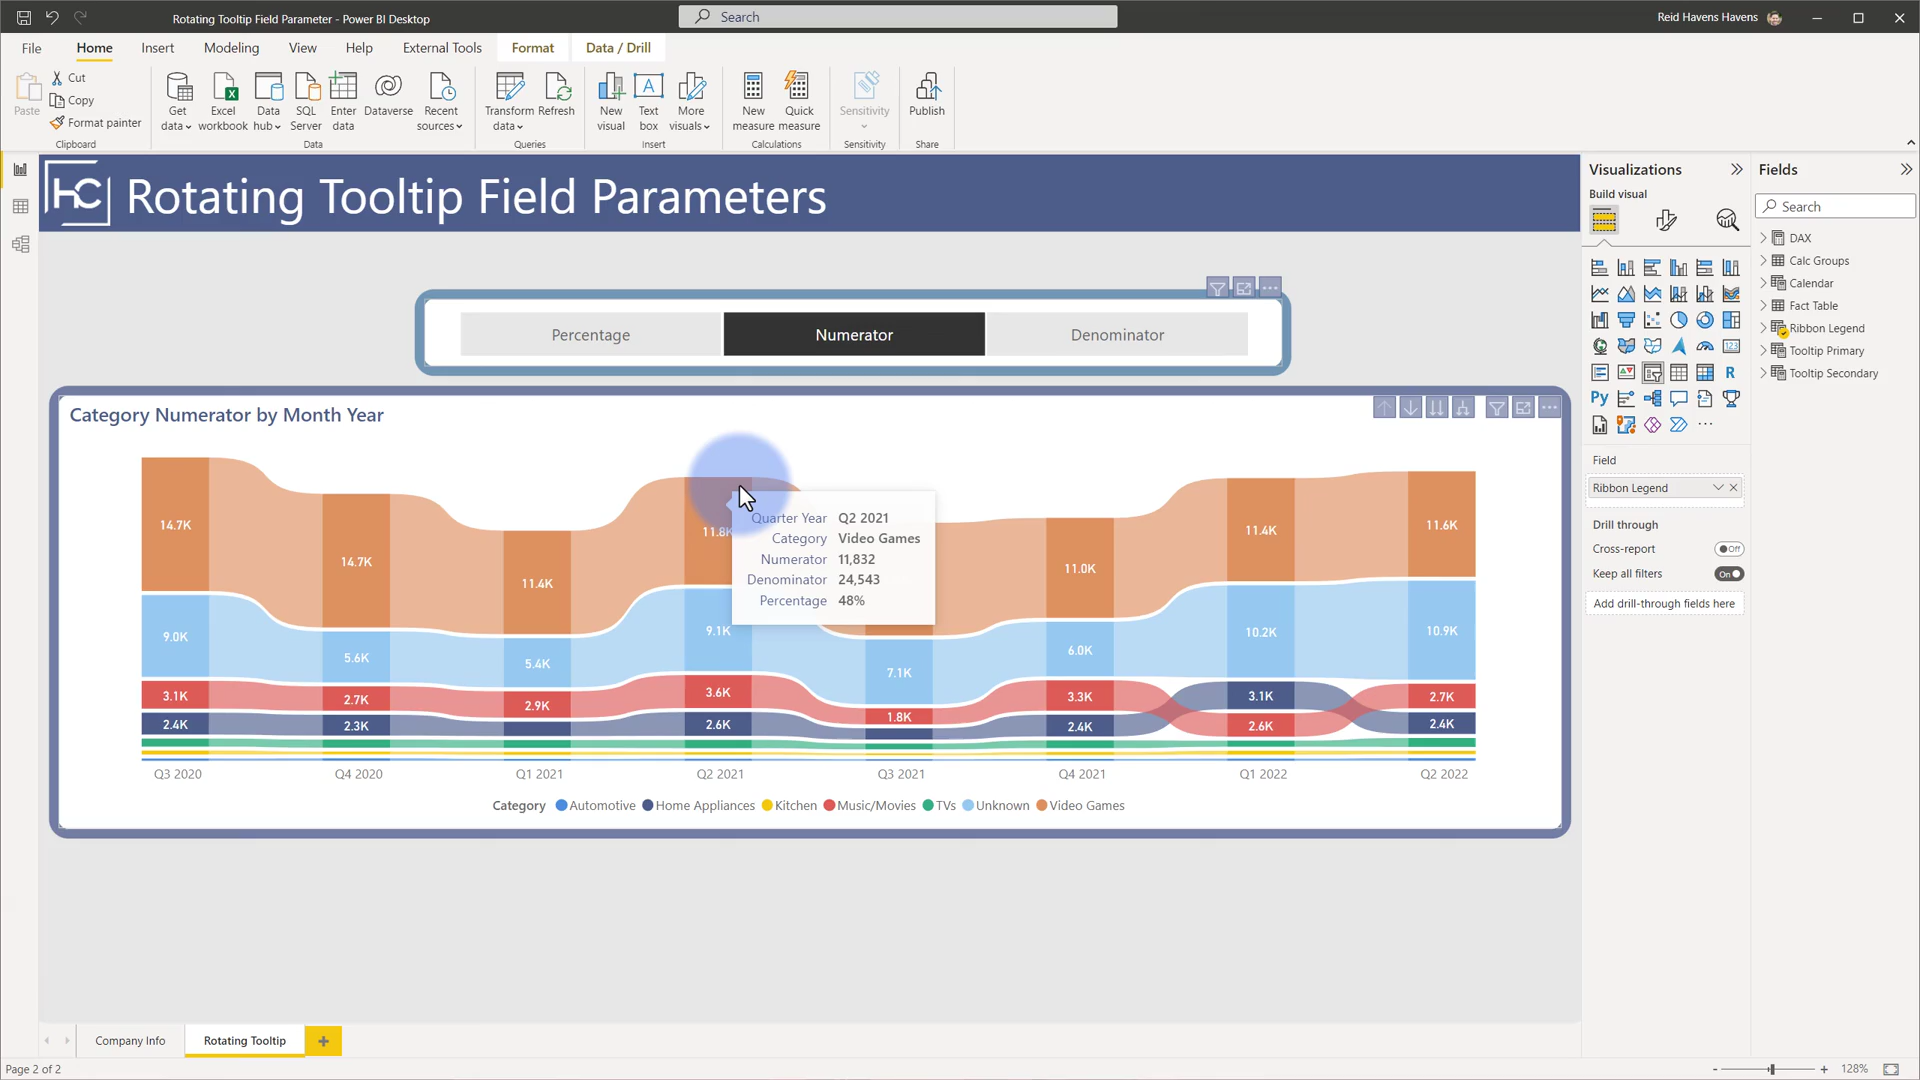 Rotating Tooltip Field Parameter - Power BI Desktop
Search
Reid Havens Havens
File Home Insert Modeling View Help External Tools Format Data / Drill
Paste
Cut
Copy
Format painter
Clipboard
Get data
Excel workbook
Data hub
SQL Server
Enter data
Dataverse
Recent sources
Data
Transform data
Refresh
Queries
New visual
Text box
More visuals
Insert
New measure
Quick measure
Calculations
Sensitivity
Sensitivity
Publish
Share
HC Rotating Tooltip Field Parameters
Percentage Numerator Denominator
Category Numerator by Month Year
14.7K 14.7K 11.4K 11.8K 11.0K 11.4K 11.6K
9.0K 5.6K 5.4K 9.1K 7.1K 6.0K 10.2K 10.9K
3.1K 2.7K 2.9K 3.6K 1.8K 3.3K 3.1K 2.7K
2.4K 2.3K 2.6K 2.4K 2.6K 2.4K
Quarter Year Q2 2021
Category Video Games
Numerator 11,832
Denominator 24,543
Percentage 48%
Q3 2020 Q4 2020 Q1 2021 Q2 2021 Q3 2021 Q4 2021 Q1 2022 Q2 2022
Category Automotive Home Appliances Kitchen Music/Movies TVs Unknown Video Games
Visualizations
Build visual
123
R
Py
Field
Ribbon Legend
Drill through
Cross-report Off
Keep all filters On
Add drill-through fields here
Fields
Search
DAX
Calc Groups
Calendar
Fact Table
Ribbon Legend
Tooltip Primary
Tooltip Secondary
Company Info Rotating Tooltip +
Page 2 of 2
- + 128%